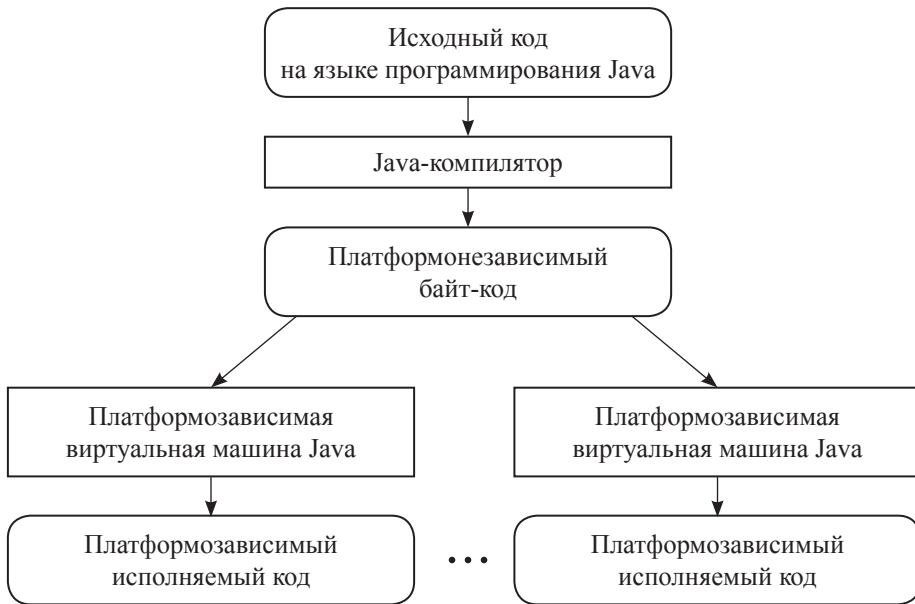 Исходный код
на языке программирования Java
Java-компилятор
Платформонезависимый
байт-код
Платформозависимая
виртуальная машина Java
Платформозависимая
виртуальная машина Java
Платформозависимый
исполняемый код
...
Платформозависимый
исполняемый код